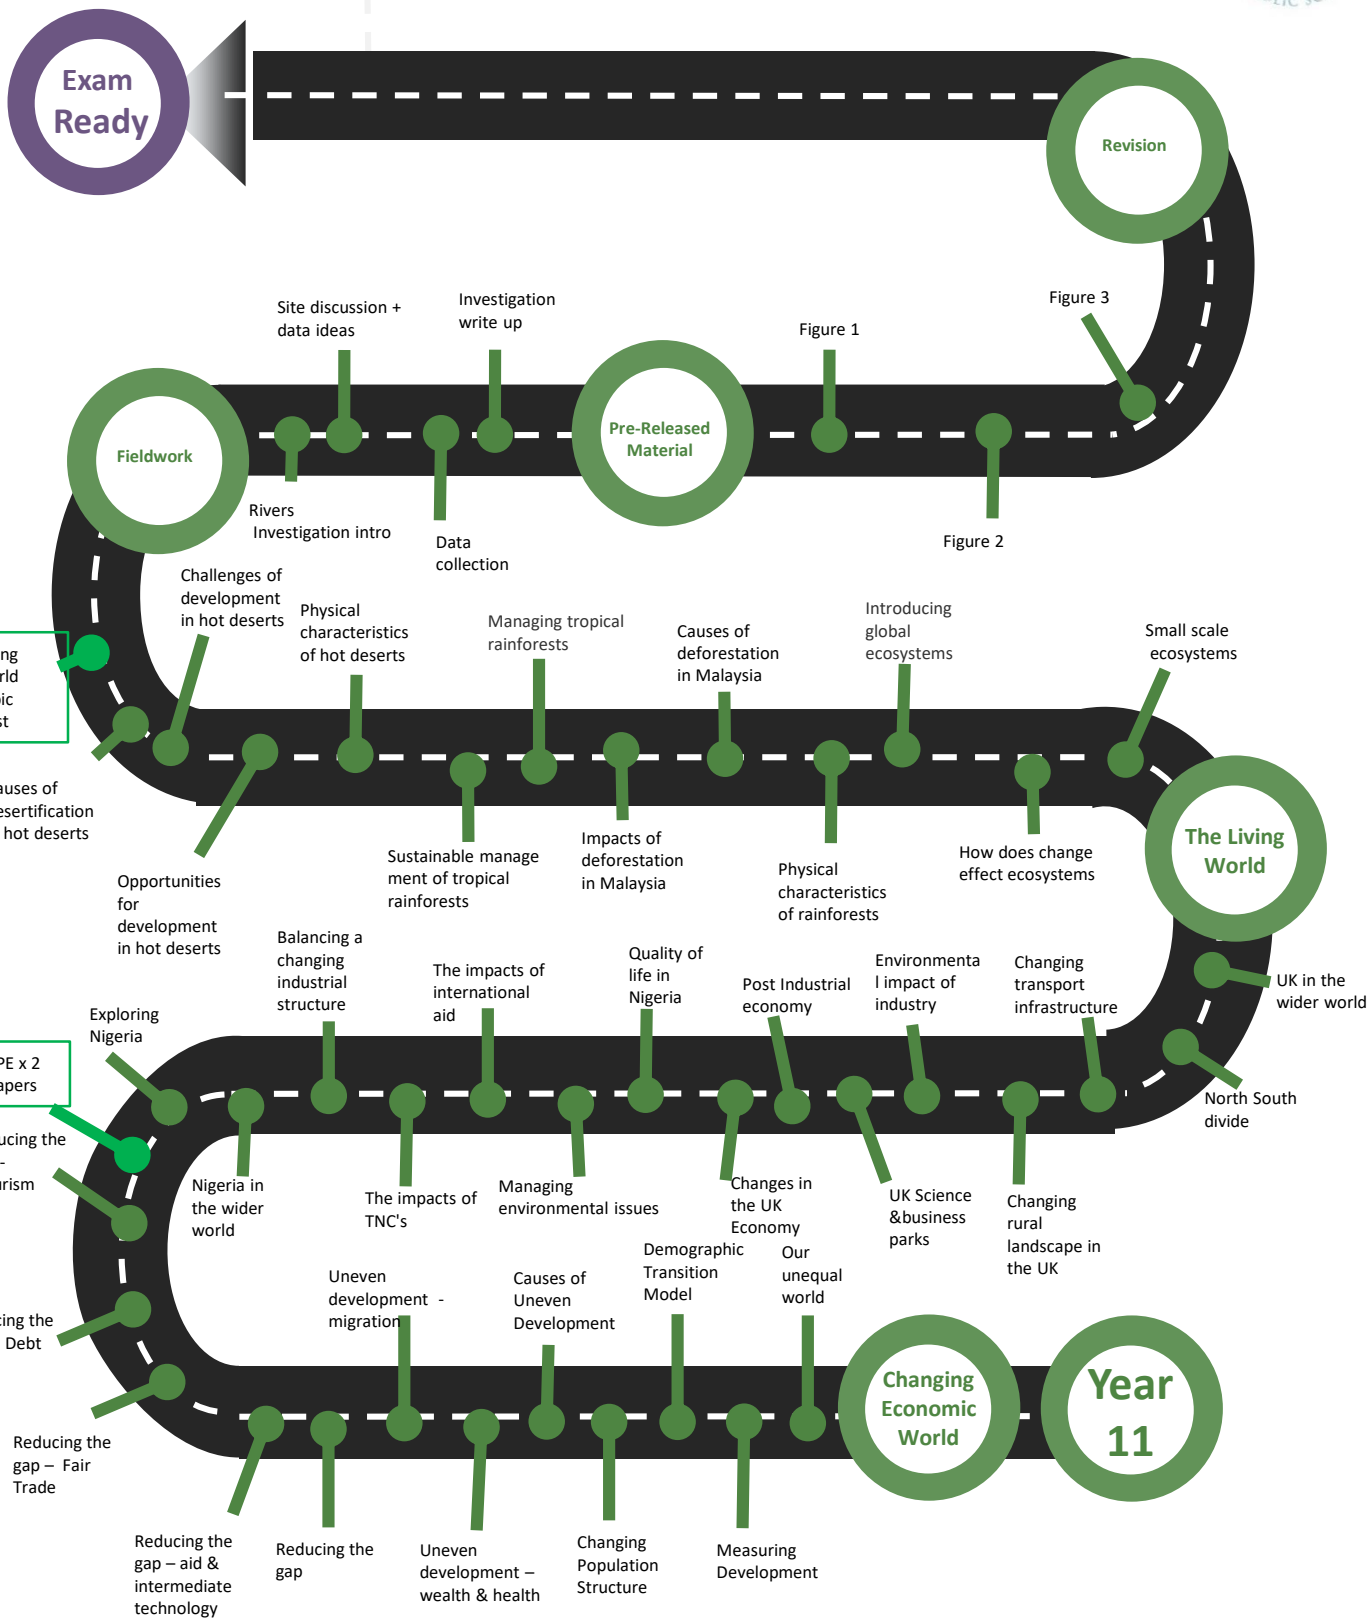 Exam
Ready
Revision
Site discussion +
data ideas
Investigation
write up
Figure 1
Figure 3
Fieldwork
Pre-Released
Material
Rivers
Investigation intro
Data
collection
Figure 2
Challenges of
development
in hot deserts
Physical
characteristics
of hot deserts
Managing tropical
rainforests
Causes of
deforestation
in Malaysia
Introducing
global
ecosystems
Small scale
ecosystems
hot deserts
Opportunities
for
development
in hot deserts
Sustainable manage
ment of tropical
rainforests
Impacts of
deforestation
in Malaysia
Physical
characteristics
of rainforests
How does change
effect ecosystems
The Living
World
Exploring
Nigeria
Balancing a
changing
industrial
structure
The impacts of
international
aid
Quality of
life in
Nigeria
Post Industrial
economy
Environmenta
l impact of
industry
Changing
transport
infrastructure
UK in the
wider world
North South
divide
x 2
the
-
Nigeria in
the wider
world
The impacts of
TNC's
Managing
environmental issues
Changes in
the UK
Economy
UK Science
&business
parks
Changing
rural
landscape in
the UK
the
Debt
Uneven
development -
migration
Causes of
Uneven
Development
Demographic
Transition
Model
Our
unequal
world
Changing
Economic
World
Year
11
Reducing the
gap – Fair
Trade
Reducing the
gap – aid &
intermediate
technology
Reducing the
gap
Uneven
development –
wealth & health
Changing
Population
Structure
Measuring
Development